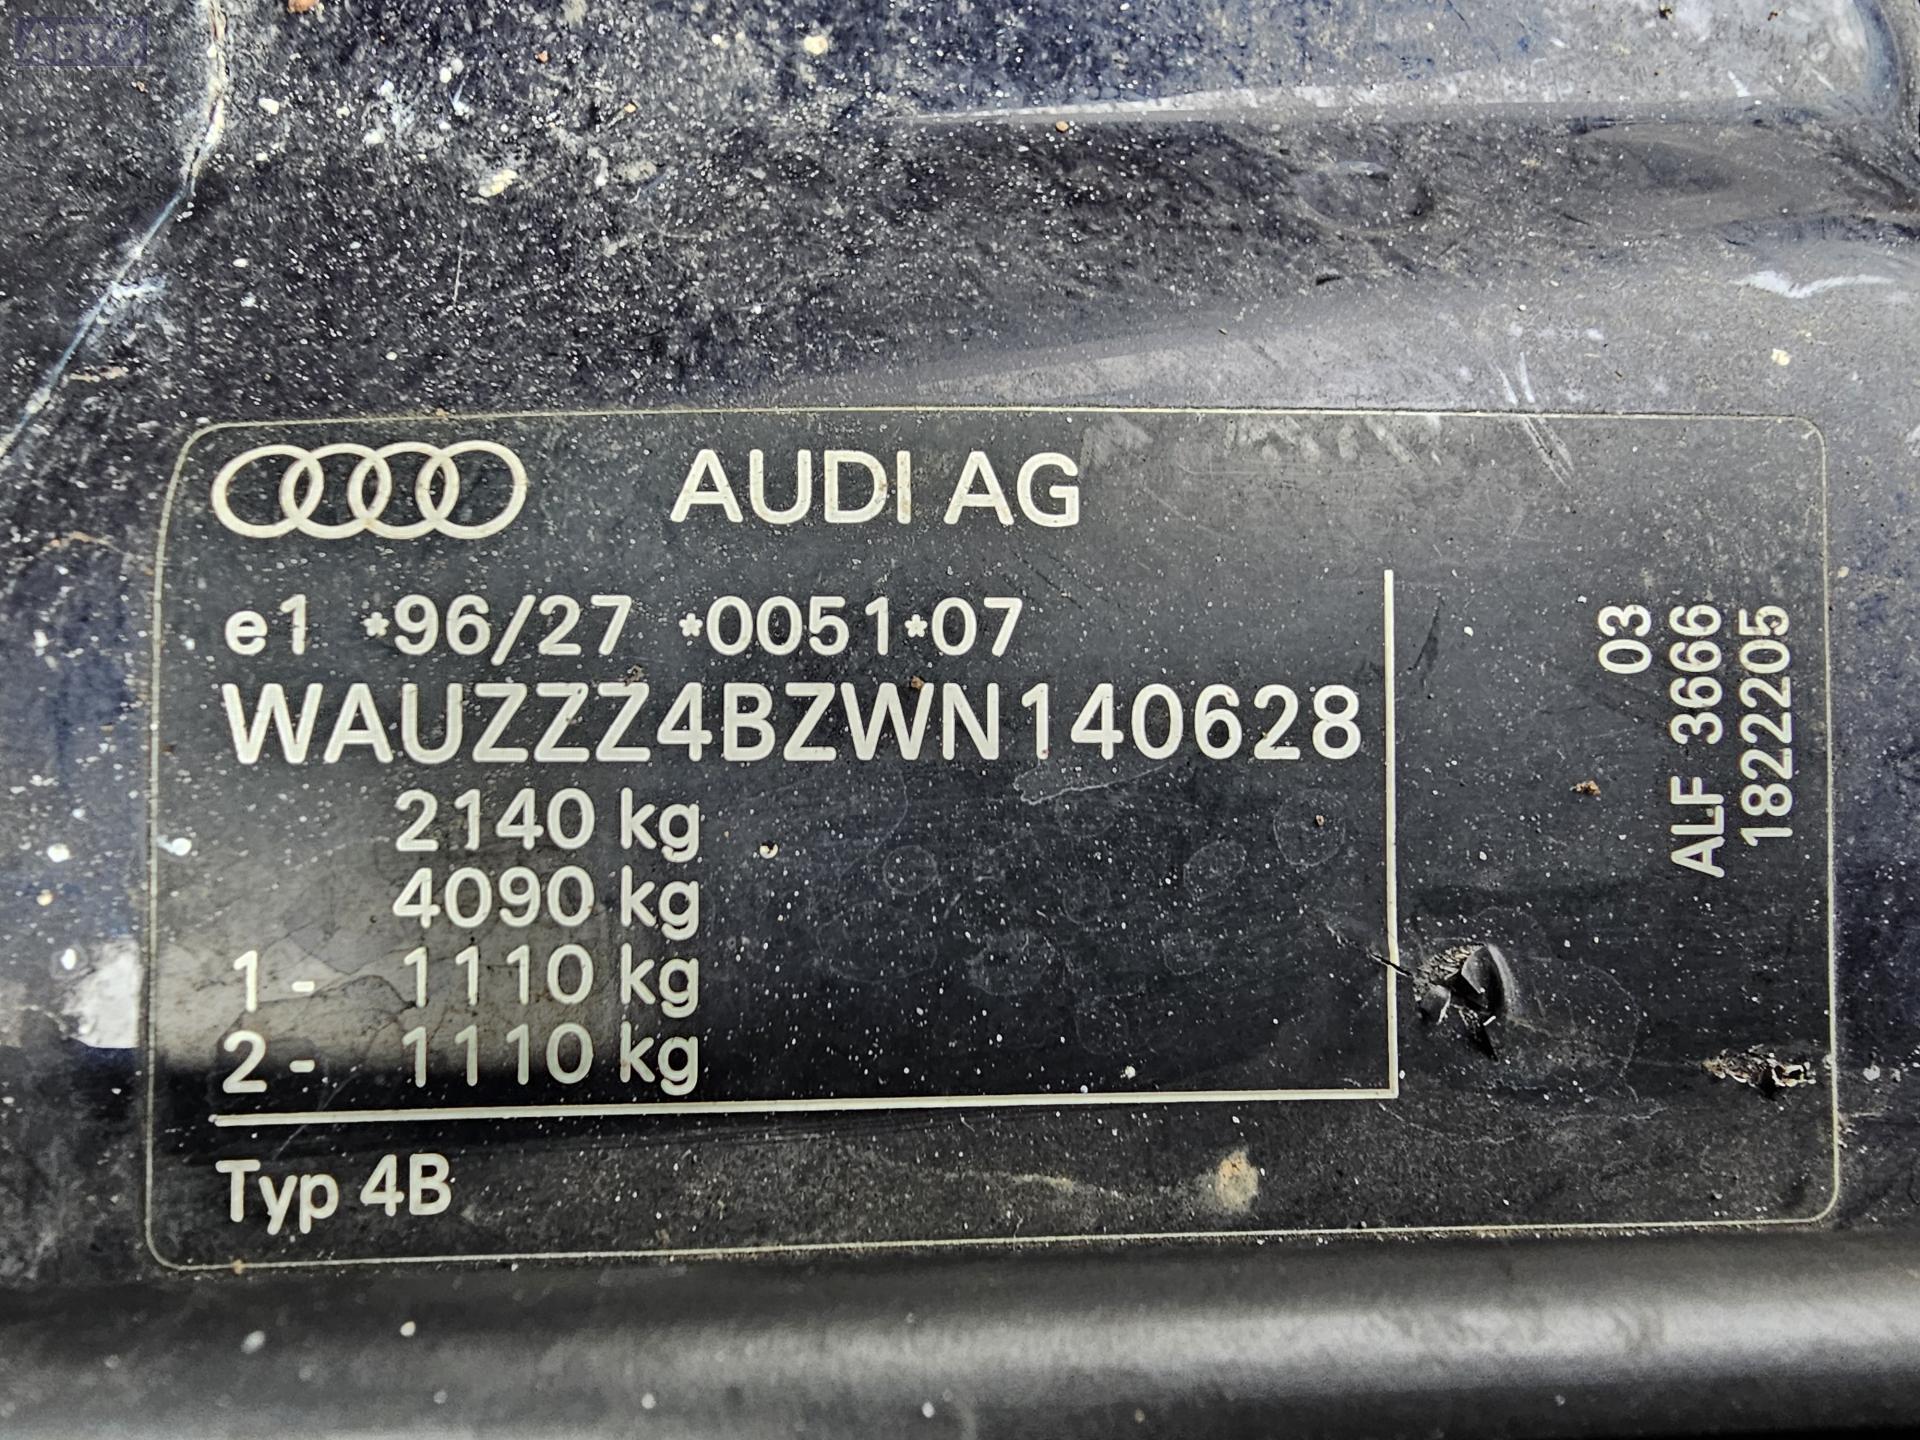 AUDI AG
e1 *96/27 *0051*07
WAUZZZ4BZWN140628
2140 kg
4090 kg
1- 1110 kg
2- 1110 kg
Typ 4B
03
ALF 3666
1822205